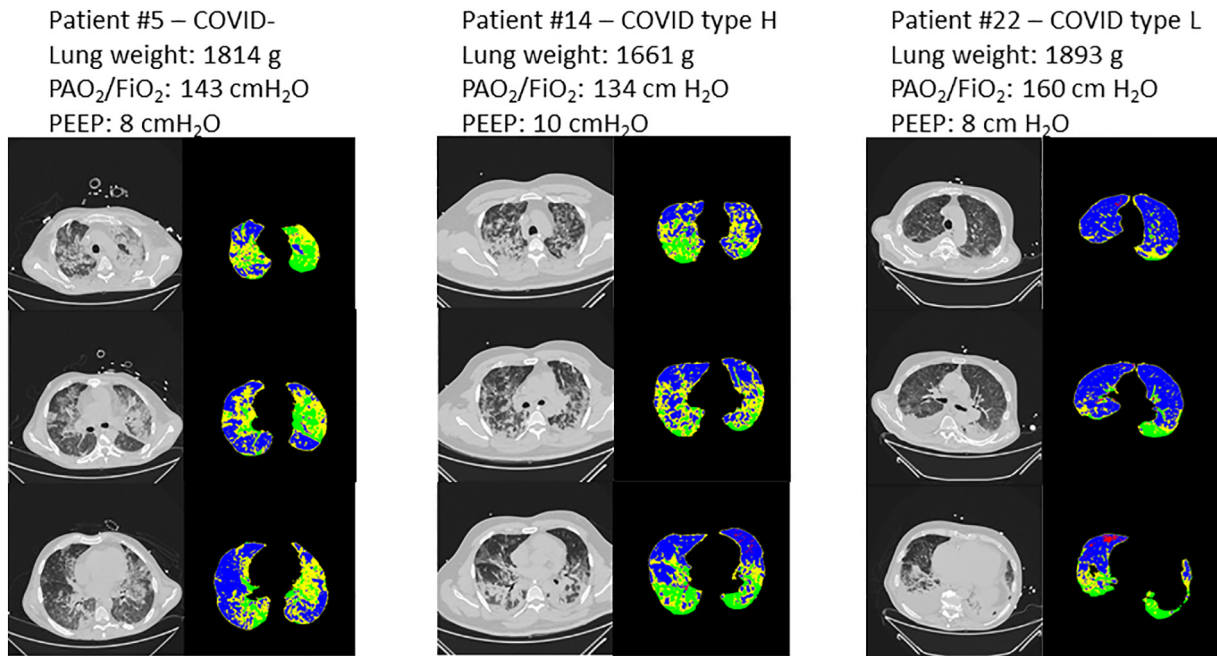 Patient #5 – COVID-
Lung weight: 1814 g
PAO₂/FiO₂: 143 cmH₂O
PEEP: 8 cmH₂O
Patient #14 – COVID type H
Lung weight: 1661 g
PAO₂/FiO₂: 134 cm H₂O
PEEP: 10 cmH₂O
Patient #22 – COVID type L
Lung weight: 1893 g
PAO₂/FiO₂: 160 cm H₂O
PEEP: 8 cm H₂O